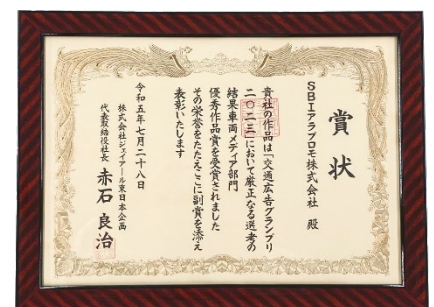 賞状
SBIアラプロモ株式会社 殿
貴社の作品は「交通広告グランプリ
二〇二三」において厳正なる選考の
結果車両メディア部門
優秀作品賞を受賞されました
その栄誉をたたえここに副賞を添え
表彰いたします
令和五年七月二十八日
株式会社ジェイアール東日本企画
代表取締役社長 赤石 良治